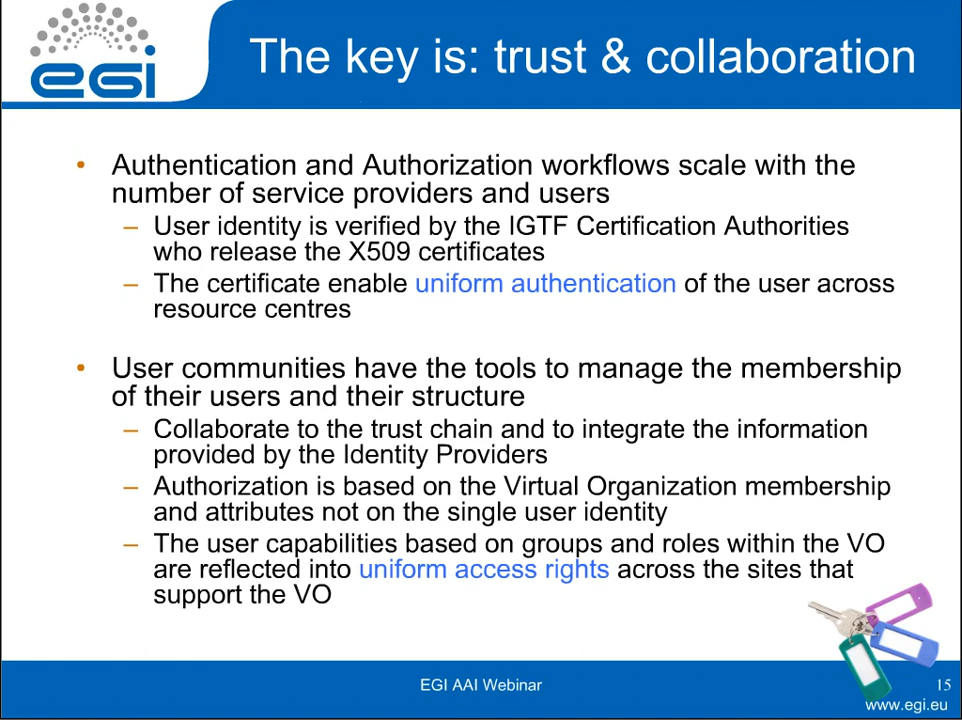 egi
The key is: trust & collaboration
• Authentication and Authorization workflows scale with the
number of service providers and users
– User identity is verified by the IGTF Certification Authorities
who release the X509 certificates
– The certificate enable uniform authentication of the user across
resource centres
• User communities have the tools to manage the membership
of their users and their structure
– Collaborate to the trust chain and to integrate the information
provided by the Identity Providers
– Authorization is based on the Virtual Organization membership
and attributes not on the single user identity
– The user capabilities based on groups and roles within the VO
are reflected into uniform access rights across the sites that
support the VO
EGI AAI Webinar
15
www.egi.eu